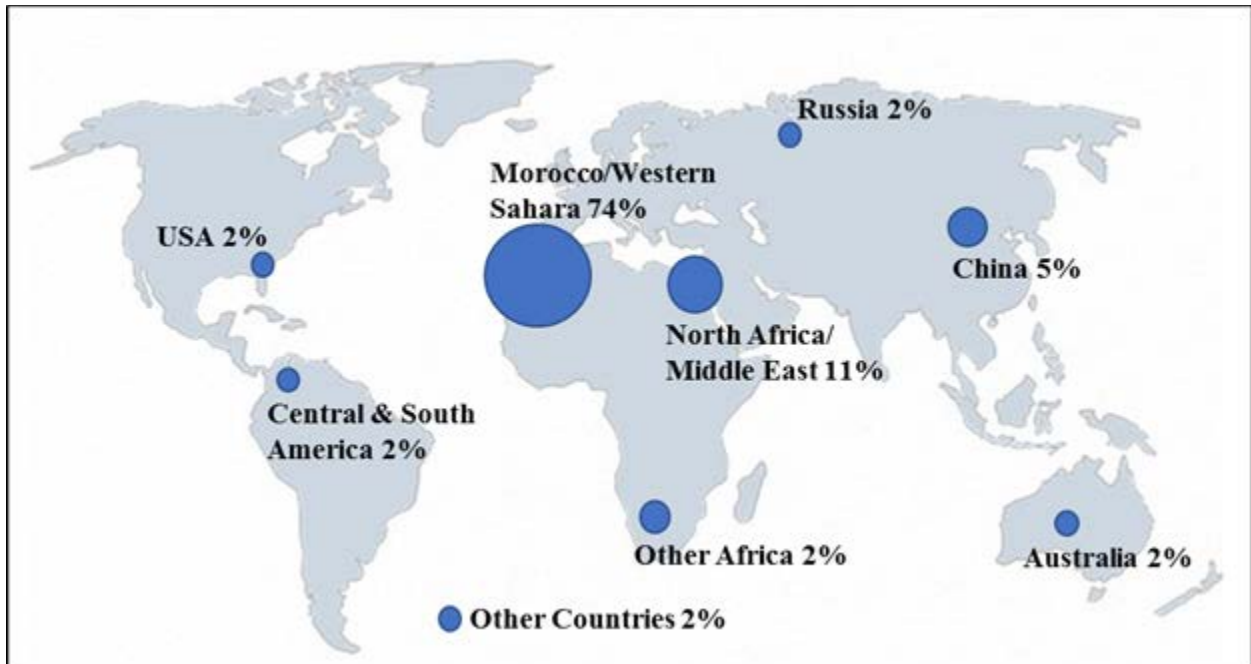 Russia 2%
Morocco/Western
Sahara 74%
USA 2%
China 5%
North Africa/
Middle East 11%
Central & South
America 2%
Other Africa 2%
Australia 2%
Other Countries 2%